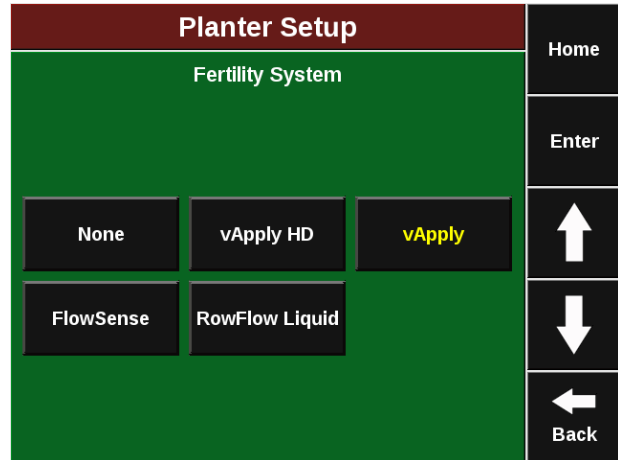 Planter Setup
Fertility System
None
vApply HD
vApply
FlowSense
RowFlow Liquid
Home
Enter
Back